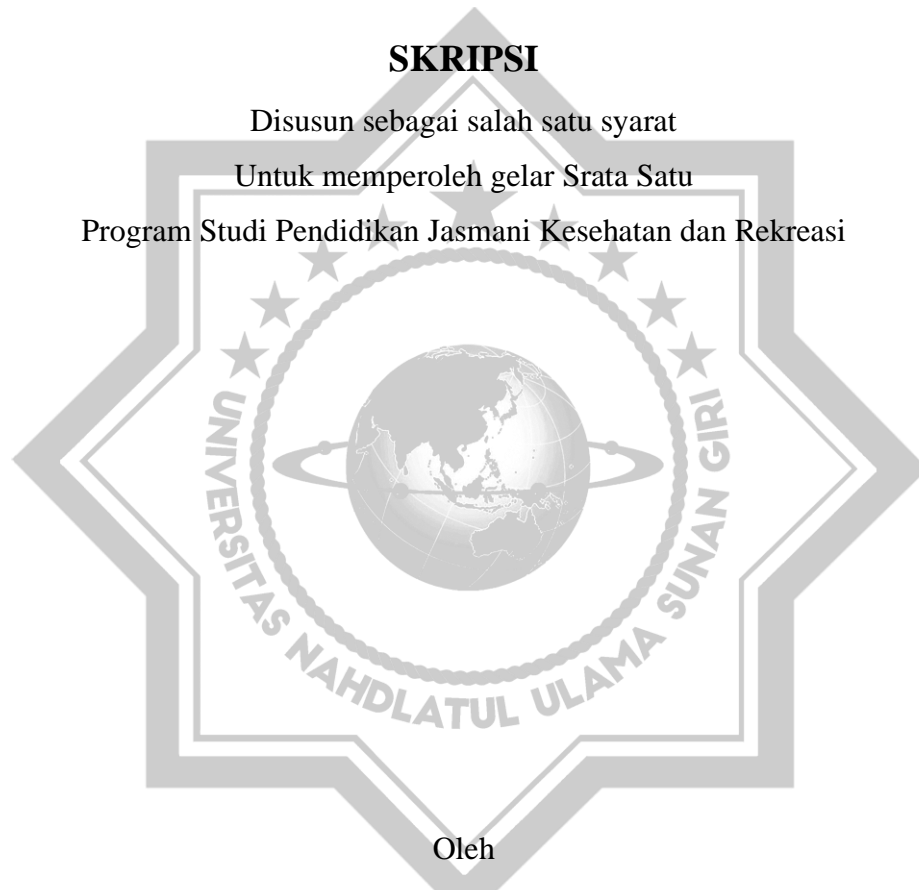 SKRIPSI
Disusun sebagai salah satu syarat
Untuk memperoleh gelar Srata Satu
Program Studi Pendidikan Jasmani Kesehatan dan Rekreasi
UNIVERSITAS NAHDLATUL ULAMA SUNAN GIRI
Oleh